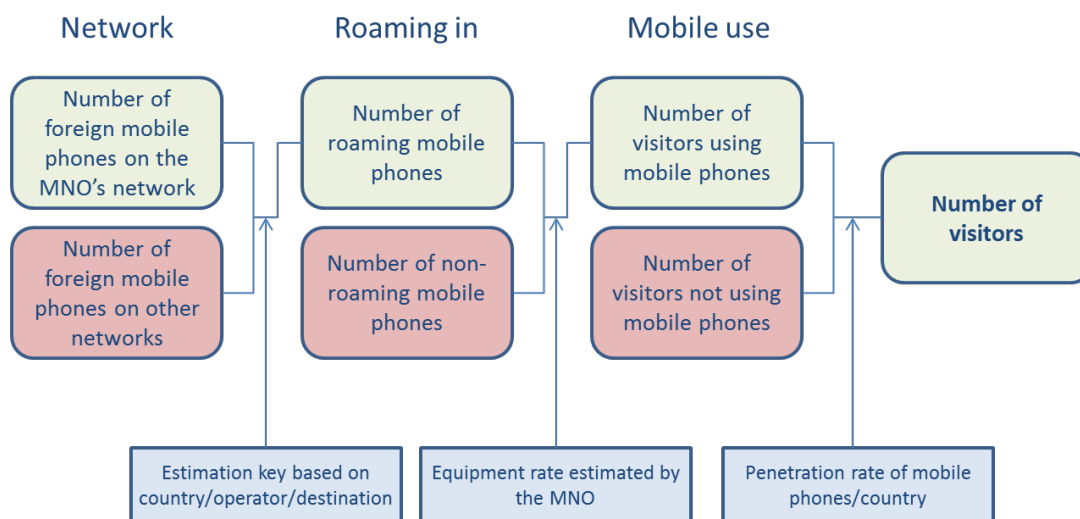 Network
Roaming in
Mobile use
Number of
foreign mobile
phones on the
MNO's network
Number of
roaming mobile
phones
Number of
visitors using
mobile phones
Number of
visitors
Number of
foreign mobile
phones on other
networks
Number of non-
roaming mobile
phones
Number of
visitors not using
mobile phones
Estimation key based on
country/operator/destination
Equipment rate estimated by
the MNO
Penetration rate of mobile
phones/country